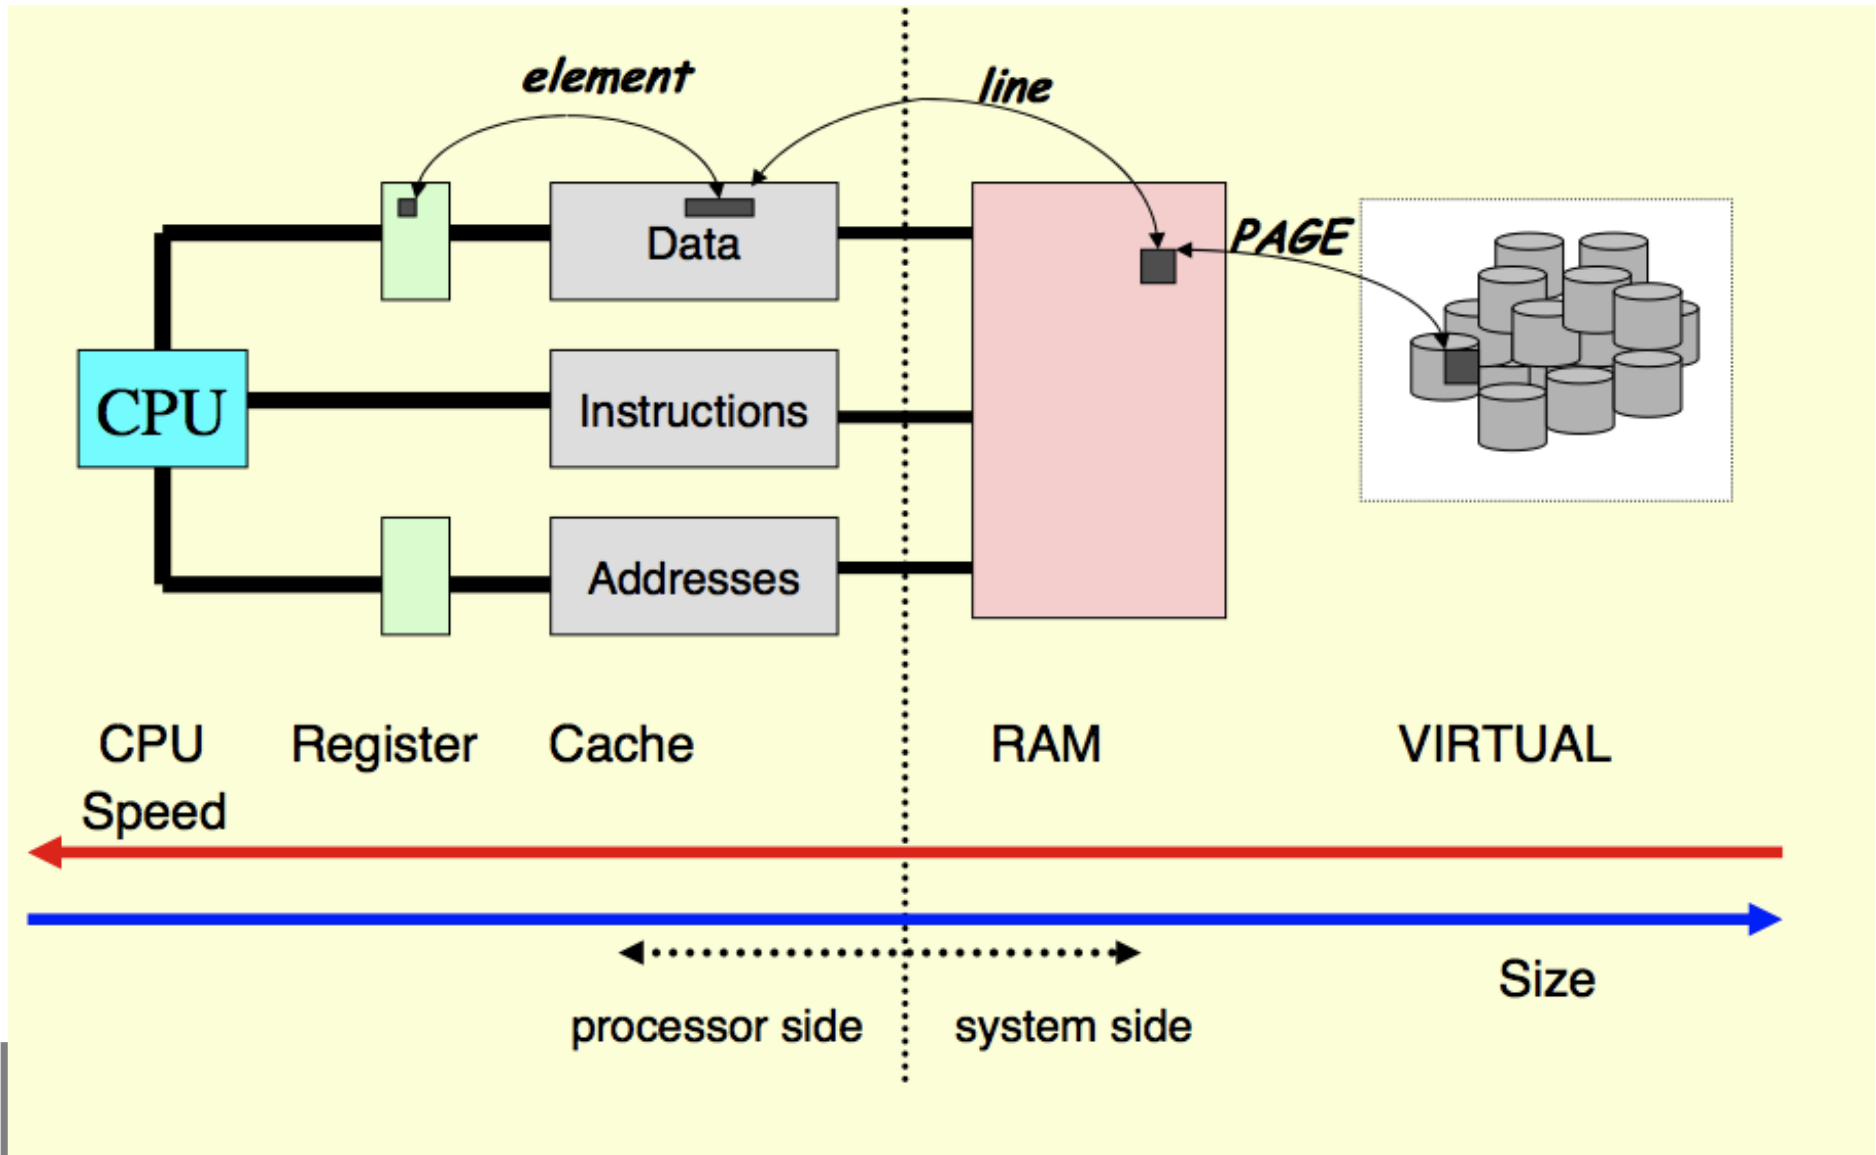 element
line
PAGE
Data
CPU
Instructions
Addresses
CPU
Register
Cache
RAM
VIRTUAL
Speed
Size
processor side
system side